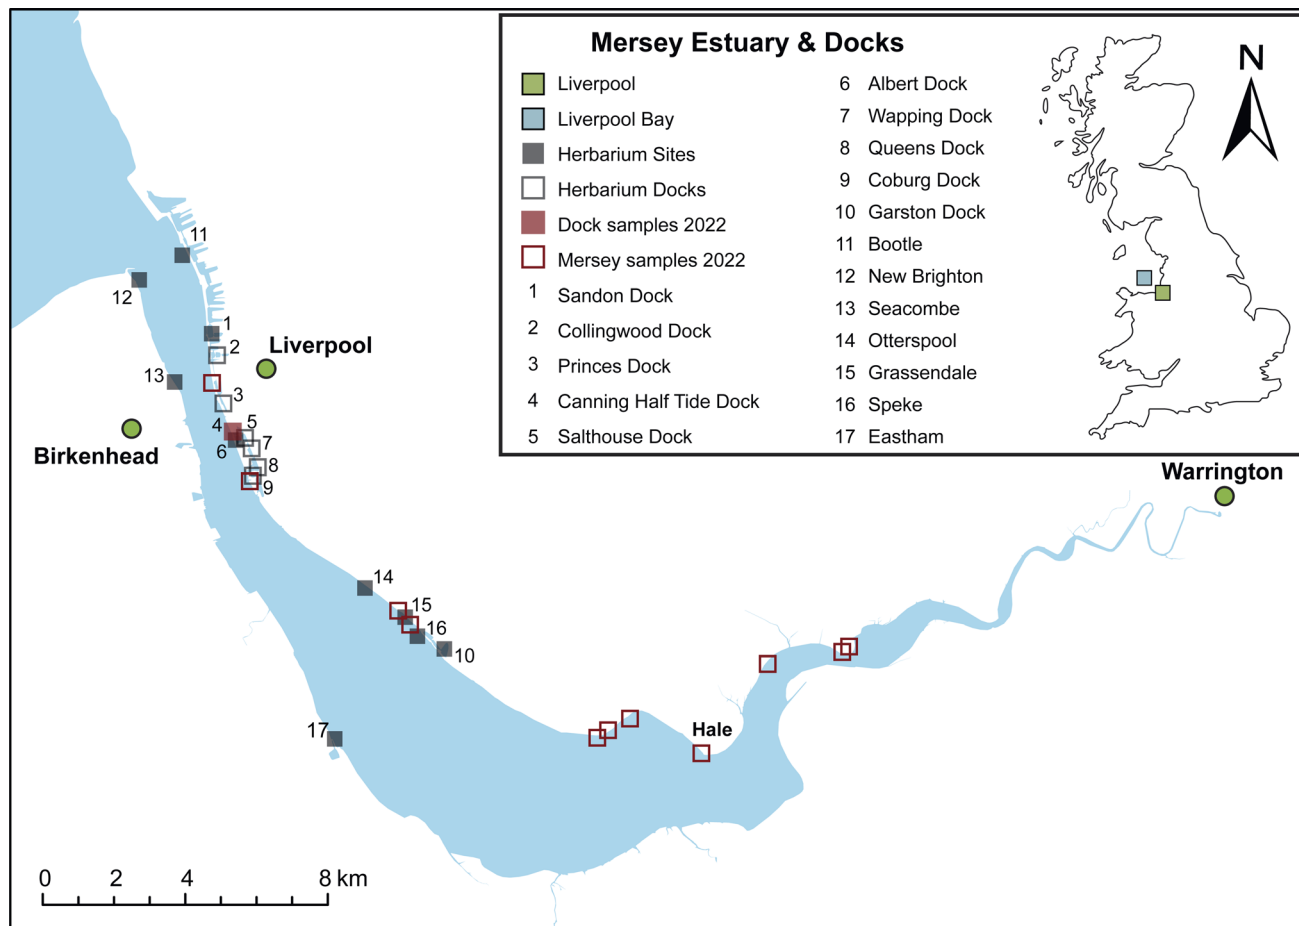 Mersey Estuary & Docks
Liverpool
Liverpool Bay
Herbarium Sites
Herbarium Docks
Dock samples 2022
Mersey samples 2022
1 Sandon Dock
2 Collingwood Dock
3 Princes Dock
4 Canning Half Tide Dock
5 Salthouse Dock
6 Albert Dock
7 Wapping Dock
8 Queens Dock
9 Coburg Dock
10 Garston Dock
11 Bootle
12 New Brighton
13 Seacombe
14 Otterspool
15 Grassendale
16 Speke
17 Eastham
N
11
12
1
2
Liverpool
13
3
4
5
6
7
Birkenhead
8
9
Warrington
14
15
16
10
17
Hale
0 2 4 8 km